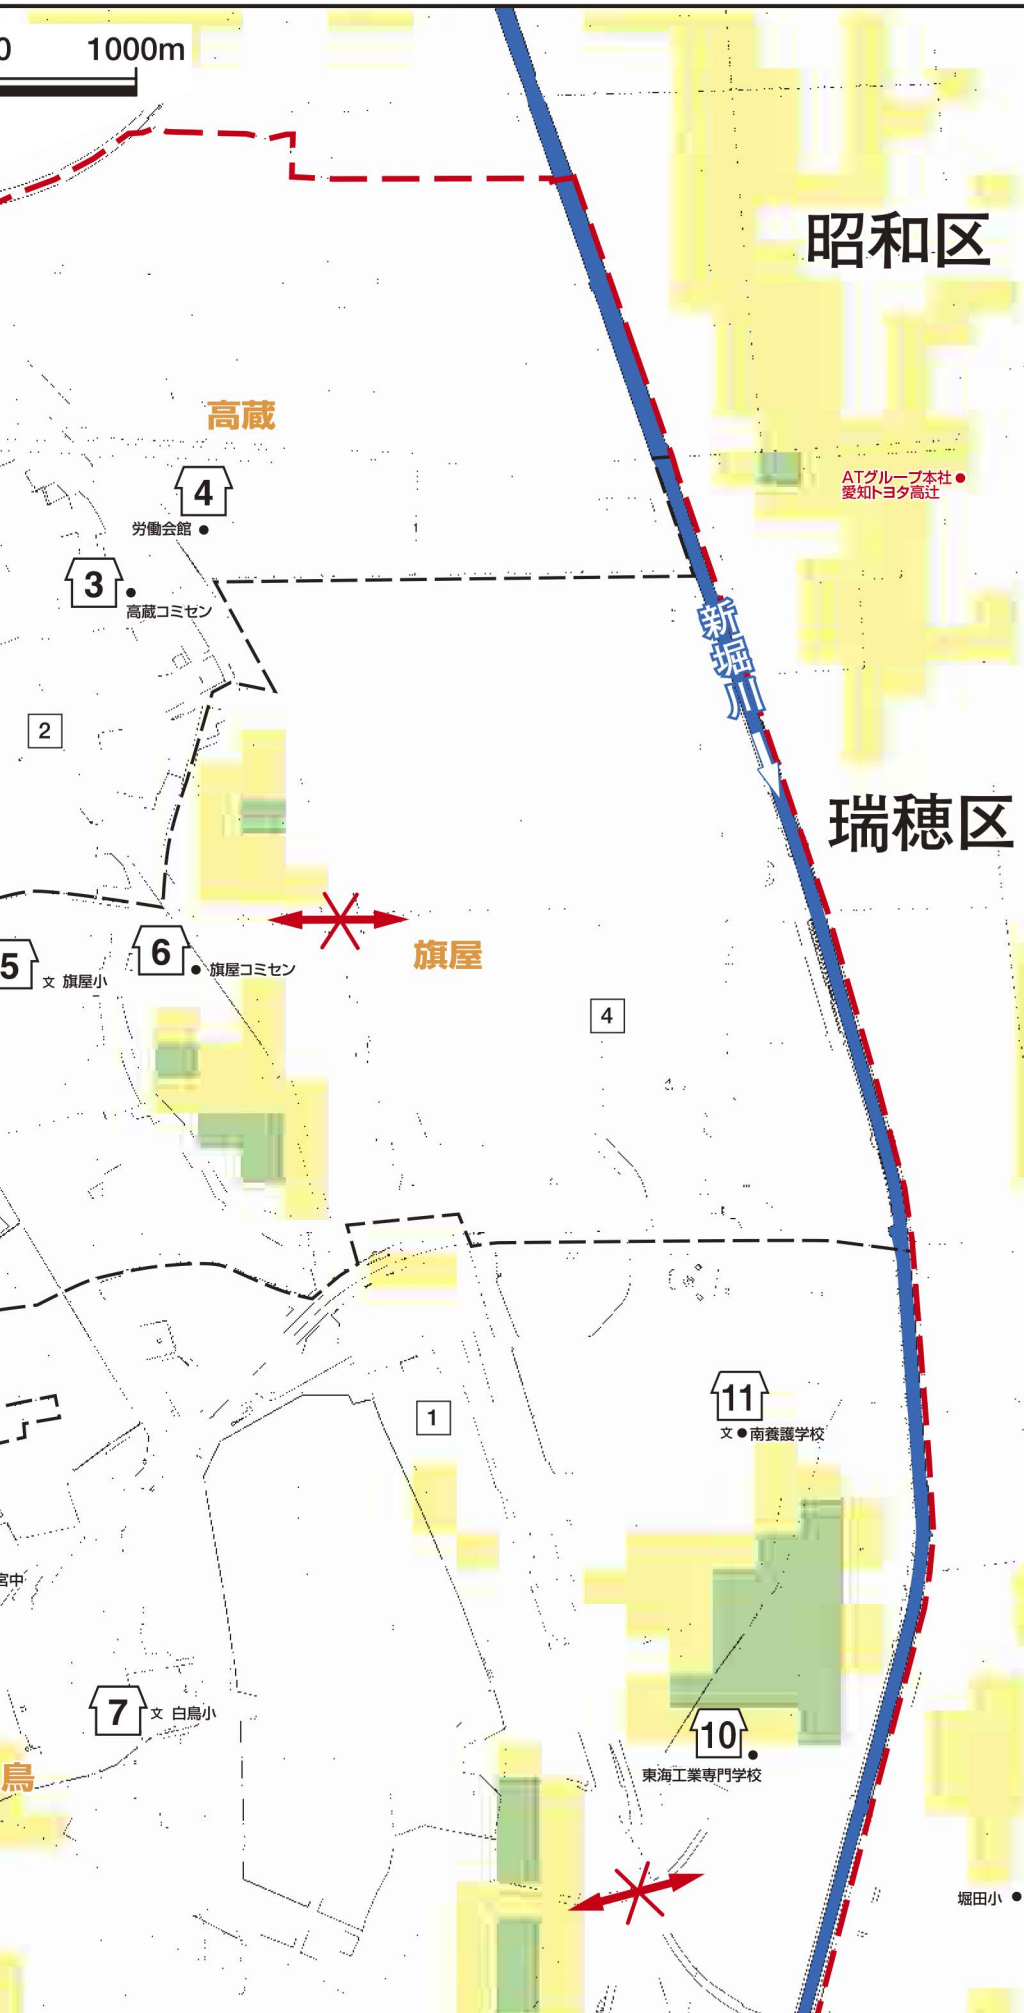 0 1000m
昭和区
高蔵
ATグループ本社
愛知トヨタ高辻
4
労働会館
3
高蔵コミセン
新堀川
2
瑞穂区
5
文 旗屋小
6
旗屋コミセン
旗屋
4
11
文 南養護学校
1
宮中
7
文 白鳥小
10
東海工業専門学校
鳥
堀田小